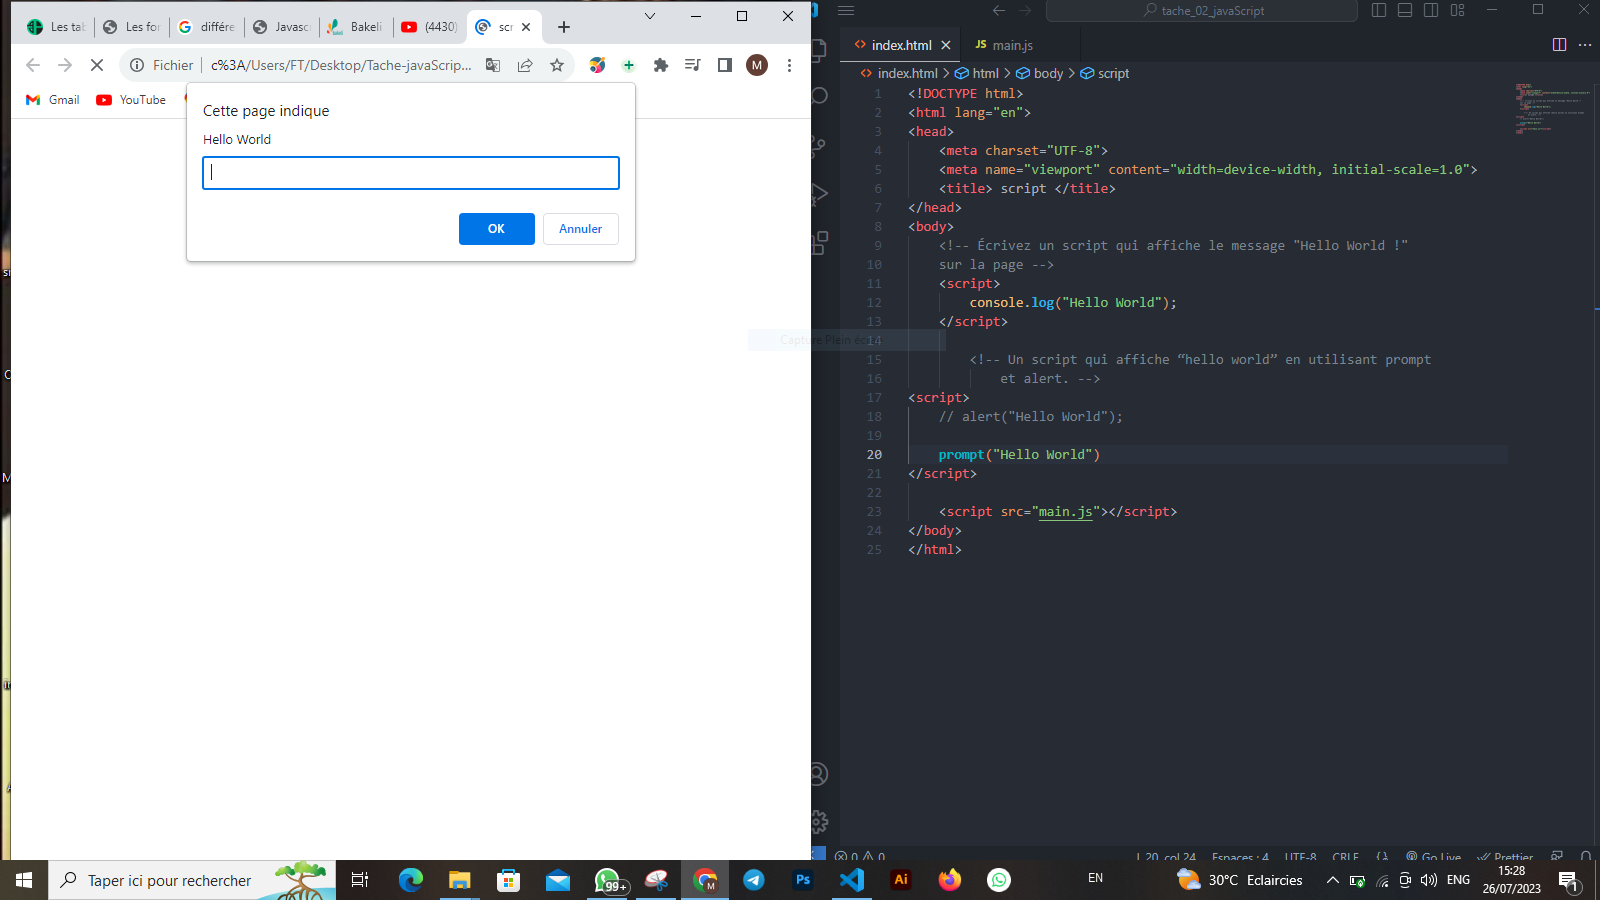 Les tab
Les for
différe
Javasc
Bakeli
(4430)
scr
Fichier
c%3A/Users/FT/Desktop/Tache-javaScrip...
M
Gmail
YouTube
Cette page indique
Hello World
OK
Annuler
tache_02_javaScript
index.html
JS main.js
index.html > html > body > script
1 <!DOCTYPE html>
2 <html lang="en">
3 <head>
4 <meta charset="UTF-8">
5 <meta name="viewport" content="width=device-width, initial-scale=1.0">
6 <title> script </title>
7 </head>
8 <body>
9 <!-- Écrivez un script qui affiche le message "Hello World !"
10 sur la page -->
11 <script>
12 console.log("Hello World");
13 </script>
14
Capture Plein écran
15 <!-- Un script qui affiche “hello world” en utilisant prompt
16 et alert. -->
17 <script>
18 // alert("Hello World");
19
20 prompt("Hello World")
21 </script>
22
23 <script src="main.js"></script>
24 </body>
25 </html>
0 0
L 20, col 24
Espaces : 4
UTF-8
CRLF
Go Live
Prettier
Taper ici pour rechercher
99+
M
Ps
Ai
EN
30°C Eclaircies
ENG
15:28
26/07/2023
1